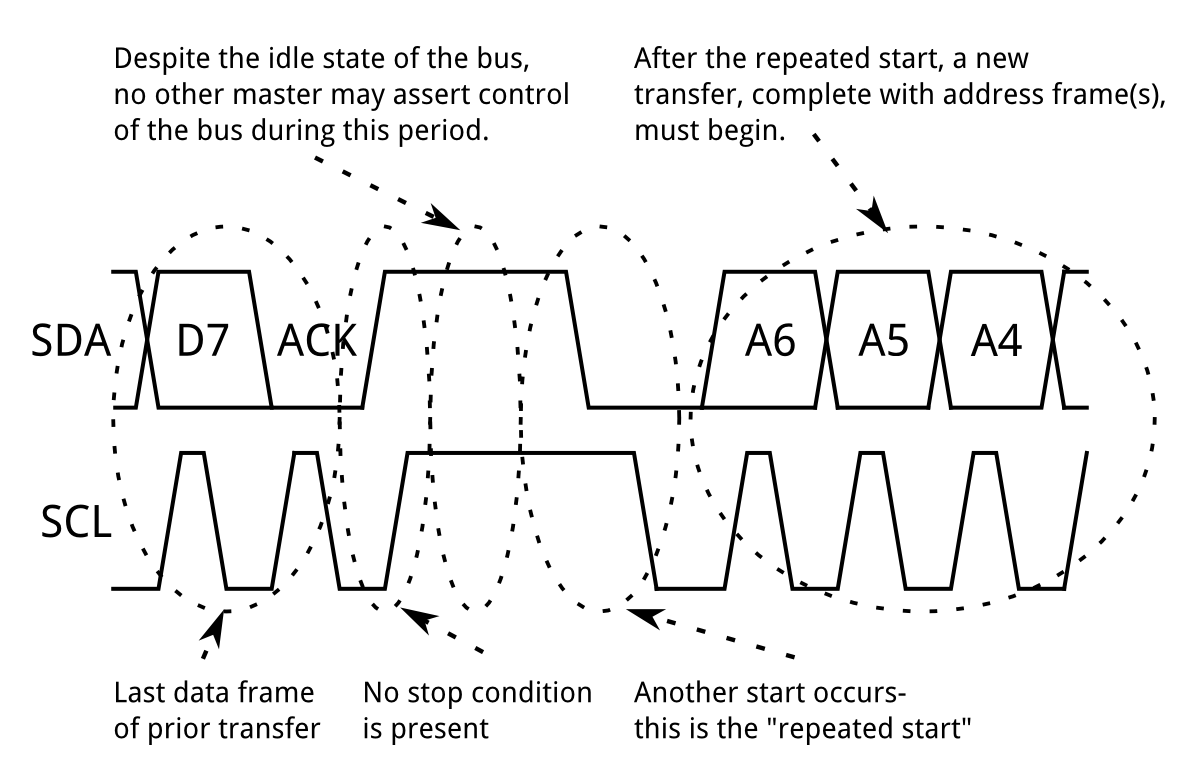 Despite the idle state of the bus,
no other master may assert control
of the bus during this period.
After the repeated start, a new
transfer, complete with address frame(s),
must begin.
SDA
D7
ACK
A6
A5
A4
SCL
Last data frame
of prior transfer
No stop condition
is present
Another start occurs-
this is the "repeated start"